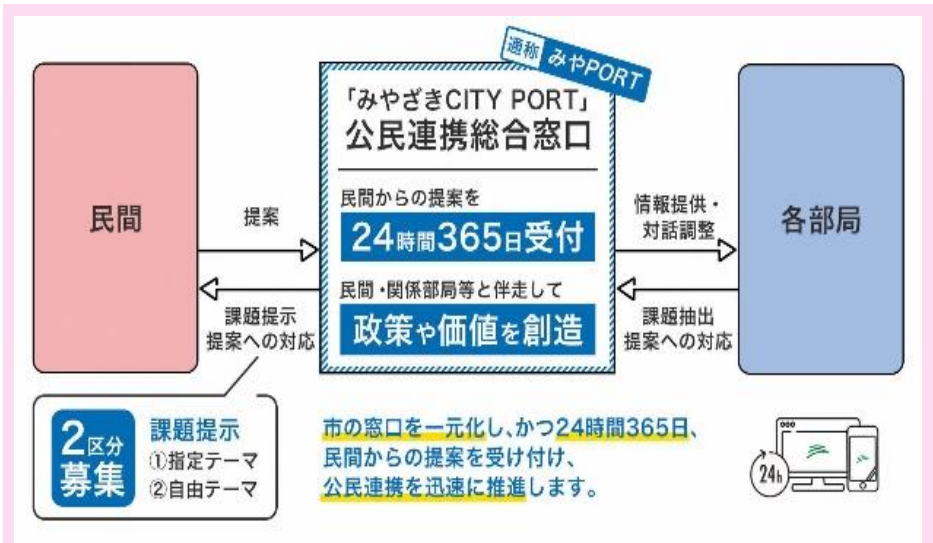 通称 みやPORT
「みやざきCITY PORT」
公民連携総合窓口
民間からの提案を
24時間365日受付
民間・関係部局等と伴走して
政策や価値を創造
民間
提案
課題提示
提案への対応
情報提供・
対話調整
課題抽出
提案への対応
各部局
2区分
募集
課題提示
①指定テーマ
②自由テーマ
市の窓口を一元化し、かつ24時間365日、
民間からの提案を受け付け、
公民連携を迅速に推進します。
24h